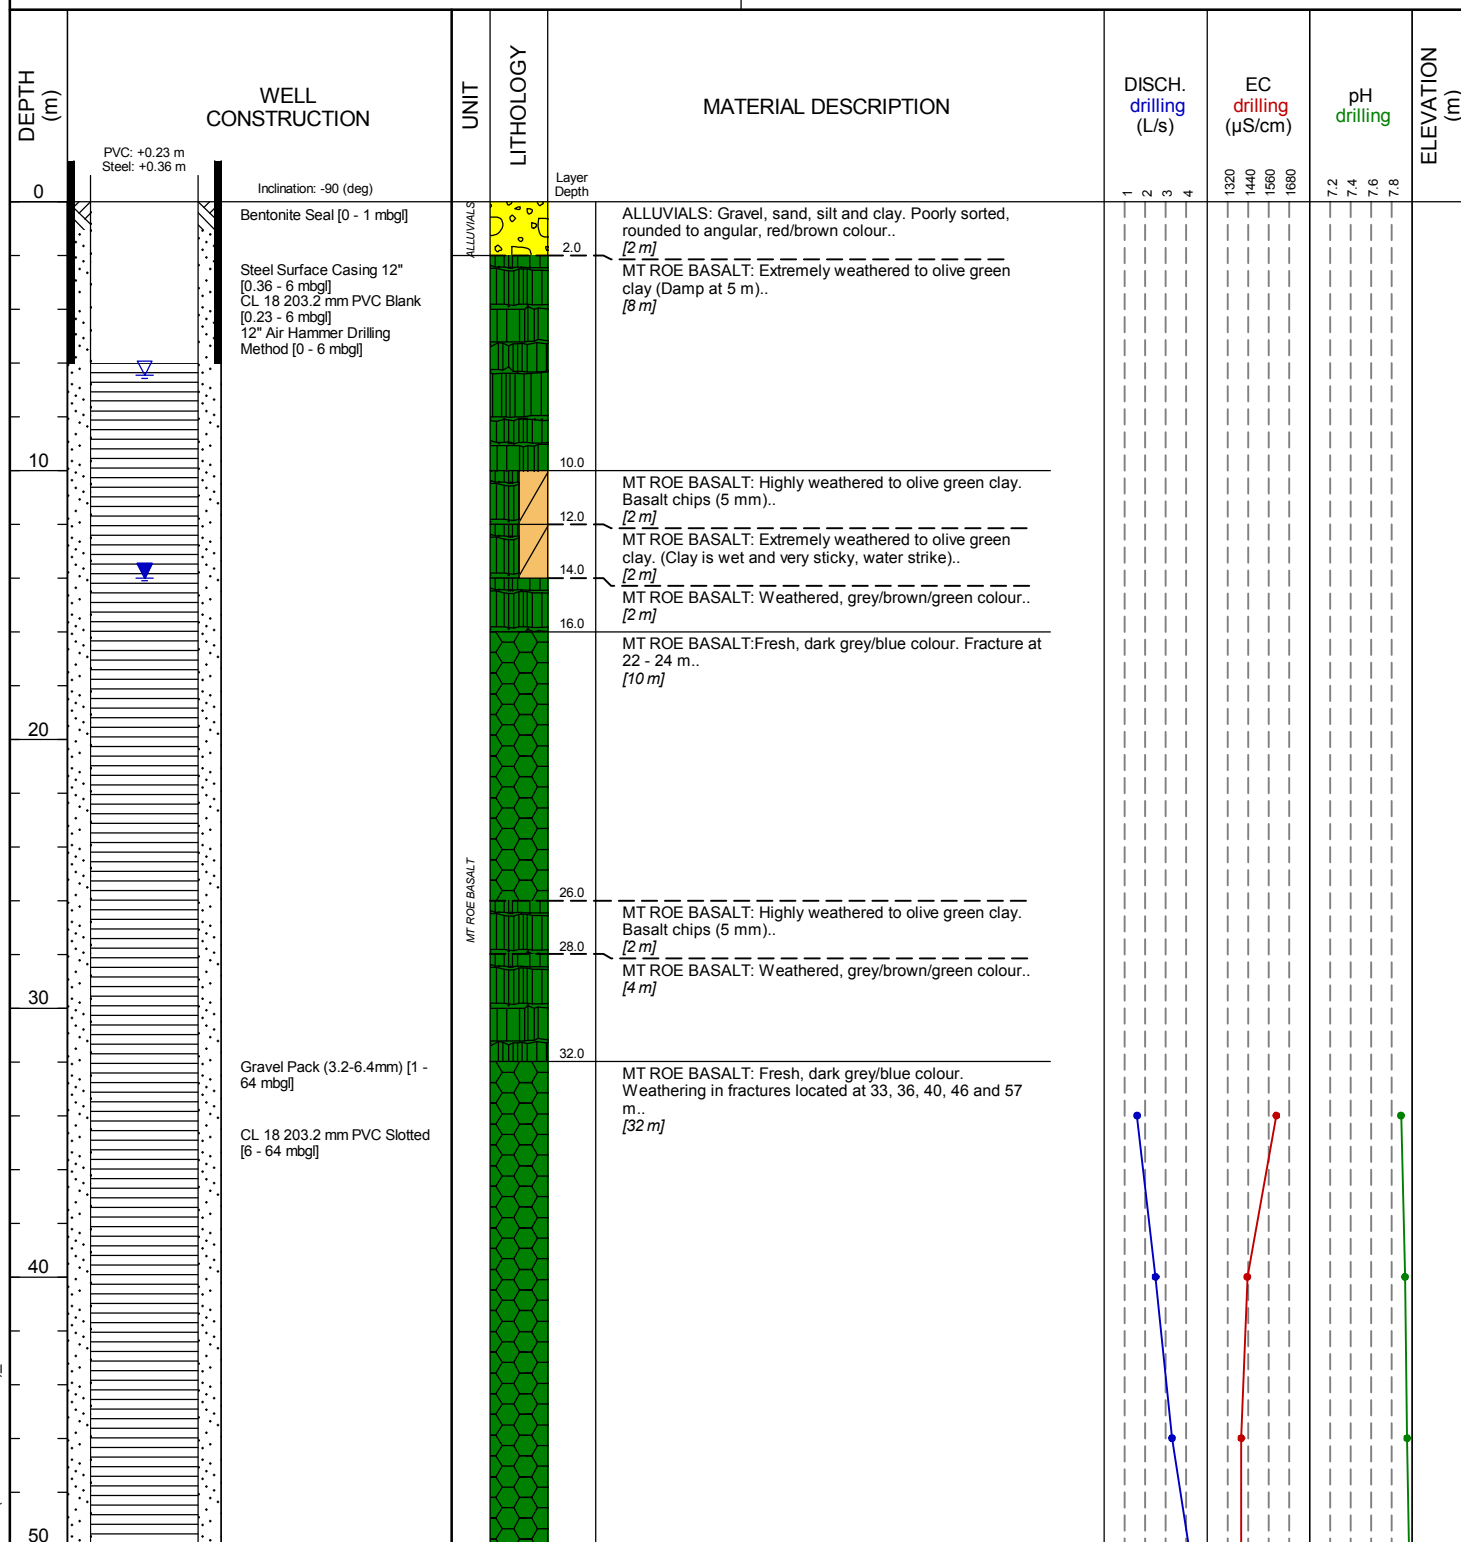 DEPTH
(m)
WELL
CONSTRUCTION
UNIT
LITHOLOGY
MATERIAL DESCRIPTION
DISCH.
drilling
(L/s)
EC
drilling
(µS/cm)
pH
drilling
ELEVATION
(m)
PVC: +0.23 m
Steel: +0.36 m
Inclination: -90 (deg)
Layer
Depth
1
2
3
4
1320
1440
1560
1680
7.2
7.4
7.6
7.8
0
Bentonite Seal [0 - 1 mbgl]
ALLUVIALS
ALLUVIALS: Gravel, sand, silt and clay. Poorly sorted,
rounded to angular, red/brown colour..
[2 m]
2.0
Steel Surface Casing 12"
[0.36 - 6 mbgl]
CL 18 203.2 mm PVC Blank
[0.23 - 6 mbgl]
12" Air Hammer Drilling
Method [0 - 6 mbgl]
MT ROE BASALT: Extremely weathered to olive green
clay (Damp at 5 m)..
[8 m]
10
10.0
MT ROE BASALT: Highly weathered to olive green clay.
Basalt chips (5 mm)..
[2 m]
12.0
MT ROE BASALT: Extremely weathered to olive green
clay. (Clay is wet and very sticky, water strike)..
[2 m]
14.0
MT ROE BASALT: Weathered, grey/brown/green colour..
[2 m]
16.0
MT ROE BASALT:Fresh, dark grey/blue colour. Fracture at
22 - 24 m..
[10 m]
20
MT ROE BASALT
26.0
MT ROE BASALT: Highly weathered to olive green clay.
Basalt chips (5 mm)..
[2 m]
28.0
MT ROE BASALT: Weathered, grey/brown/green colour..
[4 m]
30
32.0
Gravel Pack (3.2-6.4mm) [1 -
64 mbgl]
MT ROE BASALT: Fresh, dark grey/blue colour.
Weathering in fractures located at 33, 36, 40, 46 and 57
m..
[32 m]
CL 18 203.2 mm PVC Slotted
[6 - 64 mbgl]
40
50